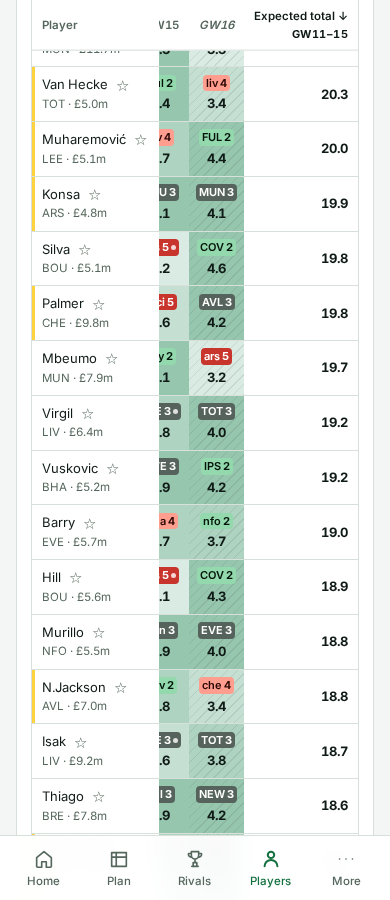 Player
GW16
Expected total ↓
GW11–15
Van Hecke ☆
TOT · £5.0m
liv 4
3.4
20.3
Muharemović ☆
LEE · £5.1m
FUL 2
4.4
20.0
Konsa ☆
ARS · £4.8m
MUN 3
4.1
19.9
Silva ☆
BOU · £5.1m
COV 2
4.6
19.8
Palmer ☆
CHE · £9.8m
AVL 3
4.2
19.8
Mbeumo ☆
MUN · £7.9m
ars 5
3.2
19.7
Virgil ☆
LIV · £6.4m
TOT 3
4.0
19.2
Vuskovic ☆
BHA · £5.2m
IPS 2
4.2
19.2
Barry ☆
EVE · £5.7m
nfo 2
3.7
19.0
Hill ☆
BOU · £5.6m
COV 2
4.3
18.9
Murillo ☆
NFO · £5.5m
EVE 3
4.0
18.8
N.Jackson ☆
AVL · £7.0m
che 4
3.4
18.8
Isak ☆
LIV · £9.2m
TOT 3
3.8
18.7
Thiago ☆
BRE · £7.8m
NEW 3
4.2
18.6
Home
Plan
Rivals
Players
More